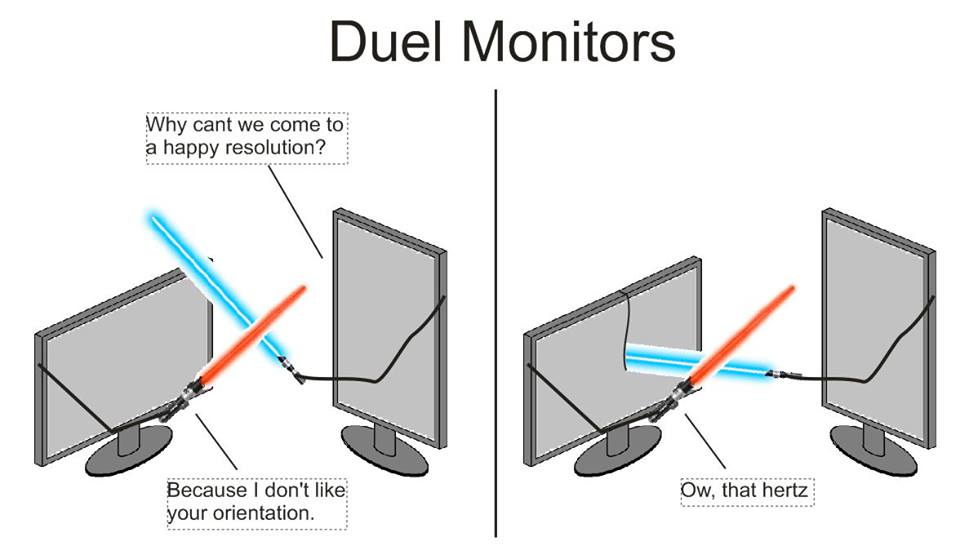 Duel Monitors
Why cant we come to
a happy resolution?
Because I don't like
your orientation.
Ow, that hertz